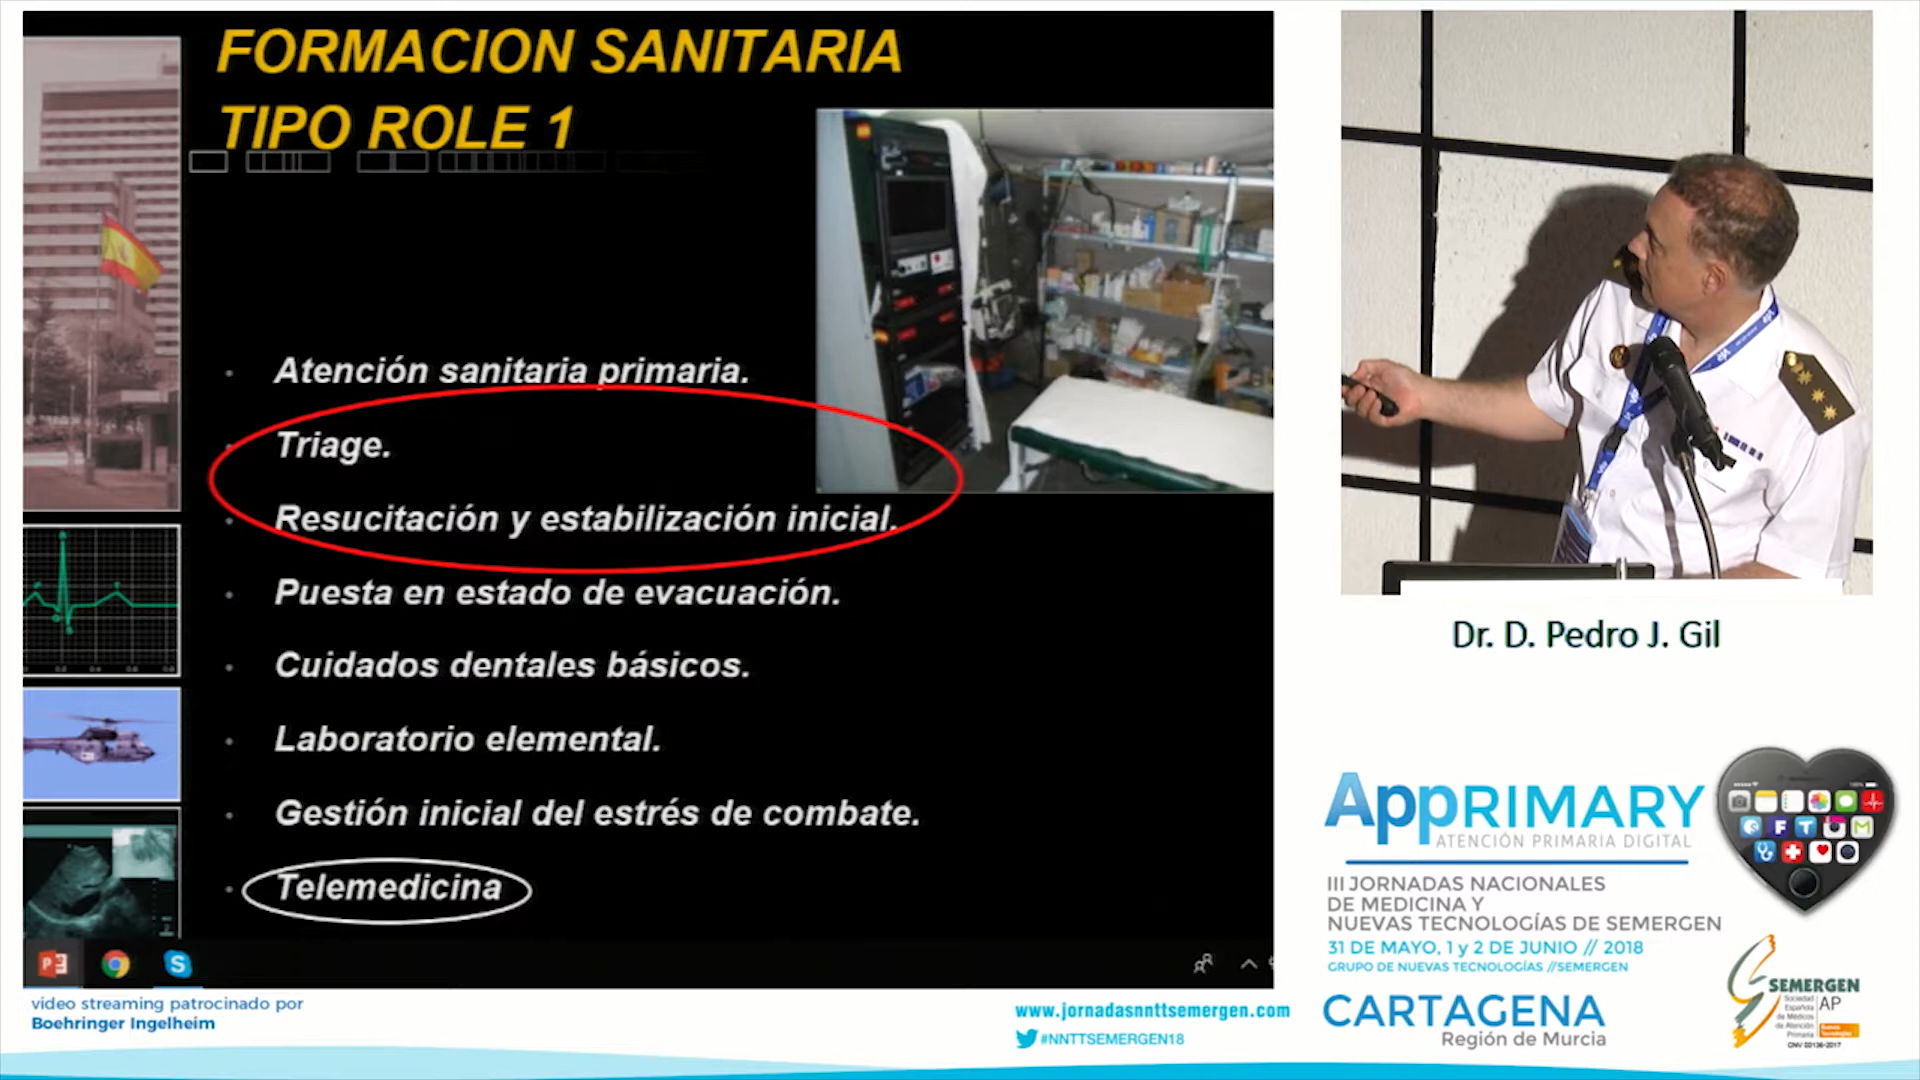 FORMACION SANITARIA
TIPO ROLE 1
Atención sanitaria primaria.
Triage.
Resucitación y estabilización inicial.
Puesta en estado de evacuación.
Cuidados dentales básicos.
Laboratorio elemental.
Gestión inicial del estrés de combate.
Telemedicina
video streaming patrocinado por
Boehringer Ingelheim
www.jornadasnnttsemergen.com
#NNTTSEMERGEN18
Dr. D. Pedro J. Gil
AppRIMARY
ATENCIÓN PRIMARIA DIGITAL
III JORNADAS NACIONALES
DE MEDICINA Y
NUEVAS TECNOLOGÍAS DE SEMERGEN
31 DE MAYO, 1 y 2 DE JUNIO // 2018
GRUPO DE NUEVAS TECNOLOGÍAS //SEMERGEN
CARTAGENA
Región de Murcia
SEMERGEN
AP
Sociedad
Española
de Médicos
de Atención
Primaria